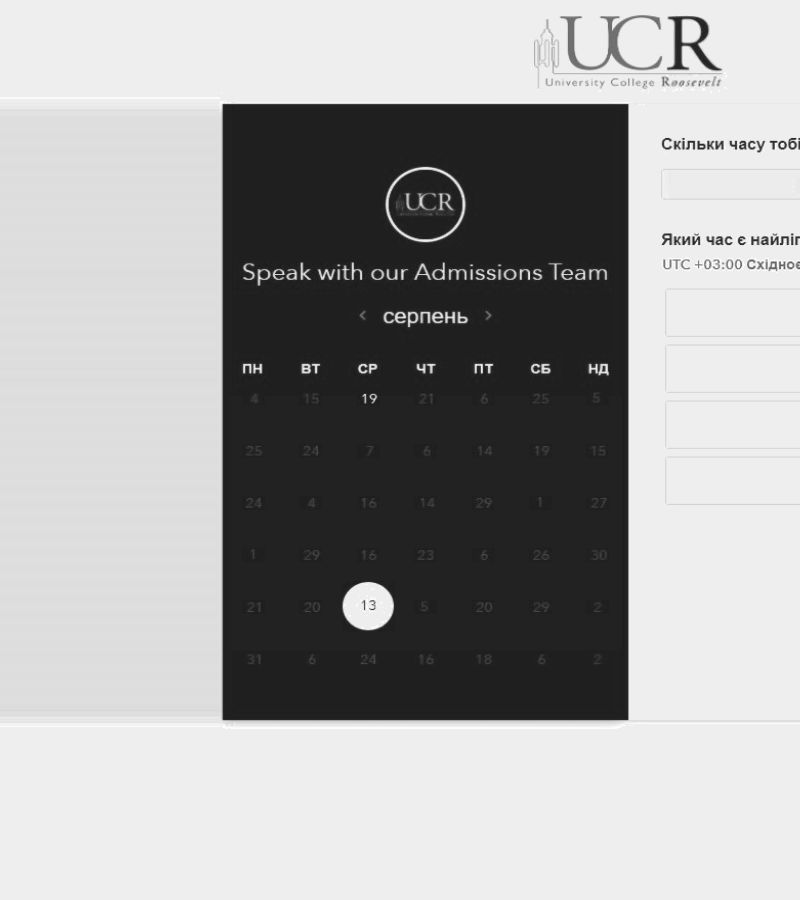 UCR
University College Roosevelt
UCR
Speak with our Admissions Team
< серпень >
ПН ВТ СР ЧТ ПТ СБ НД
4 15 19 21 6 25 5
25 24 7 6 14 19 15
24 4 16 14 29 1 27
1 29 16 23 6 26 30
21 20 13 5 20 29 2
31 6 24 16 18 6 2
Скільки часу тобі
Який час є найліп
UTC +03:00 Східноє